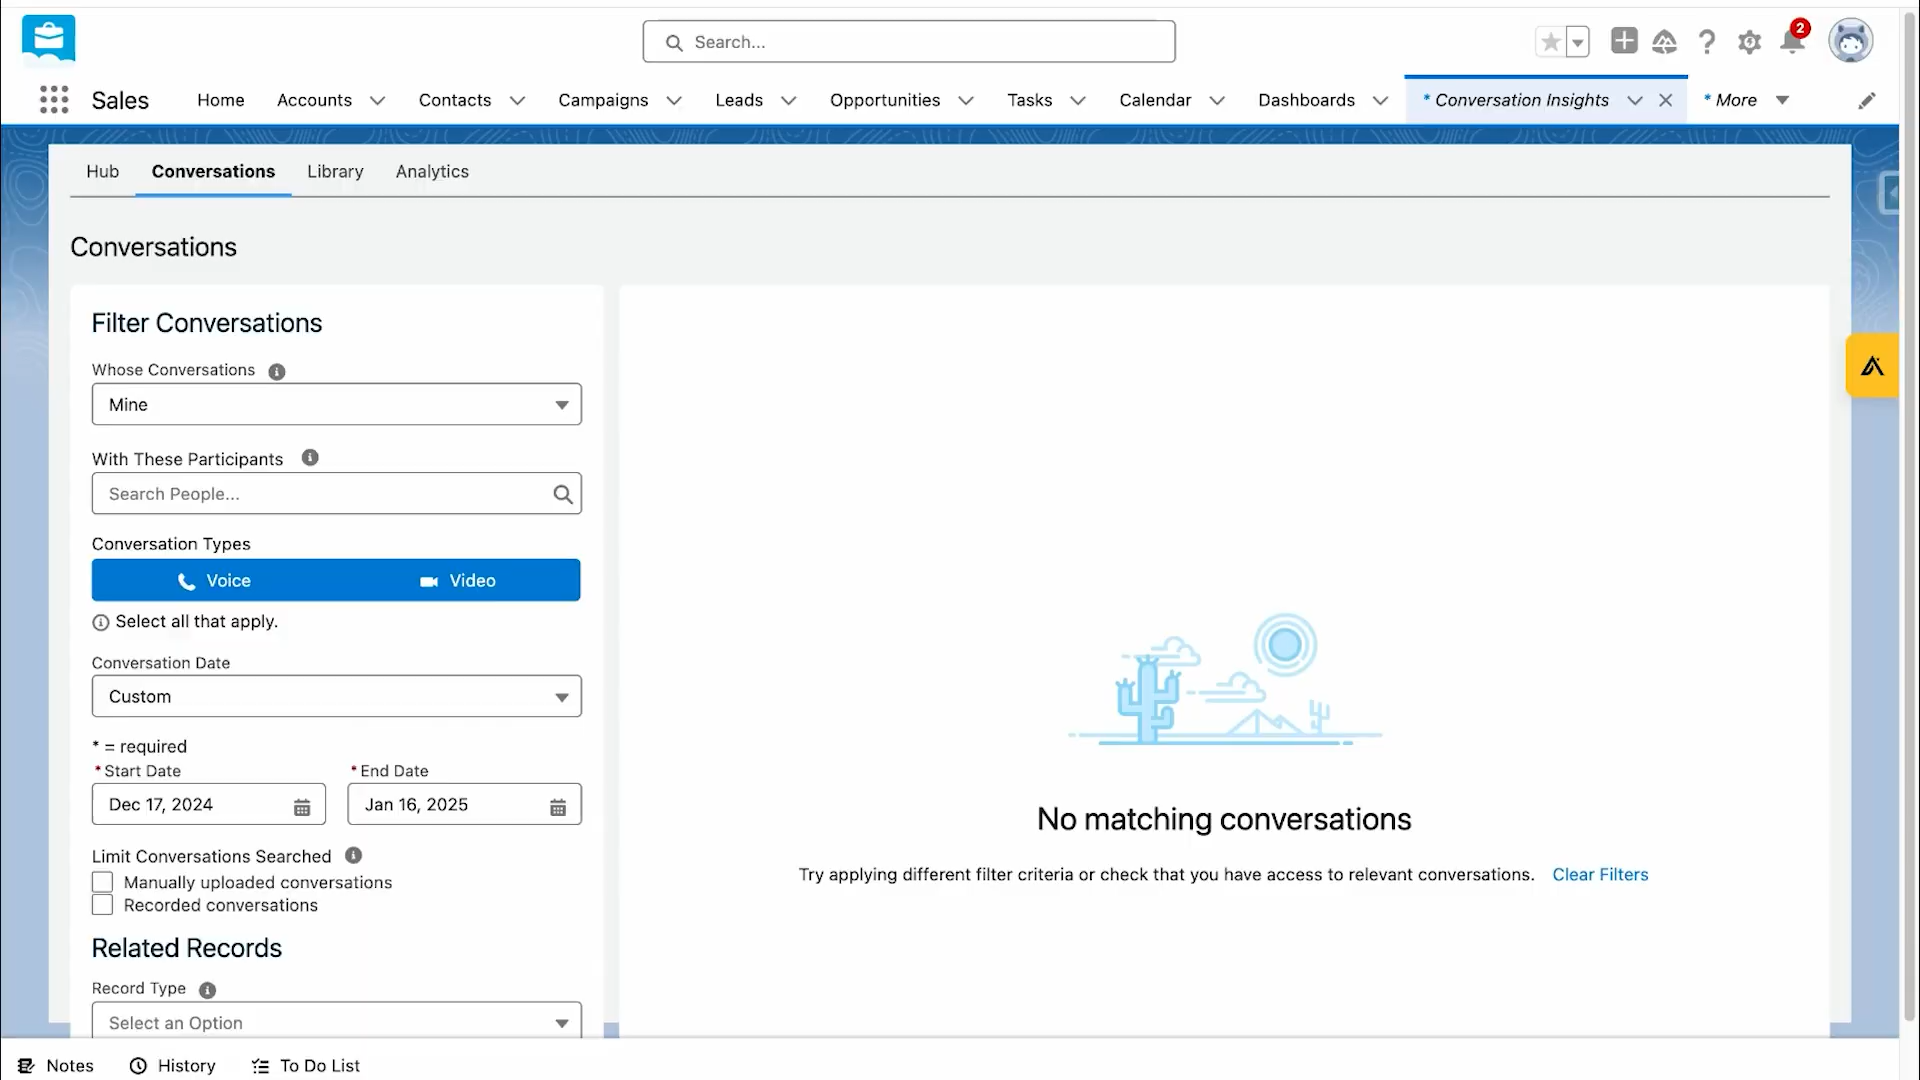 Search...
2
Sales
Home
Accounts
Contacts
Campaigns
Leads
Opportunities
Tasks
Calendar
Dashboards
* Conversation Insights
* More
Hub
Conversations
Library
Analytics
Conversations
Filter Conversations
Whose Conversations
Mine
With These Participants
Search People...
Conversation Types
Voice
Video
Select all that apply.
Conversation Date
Custom
* = required
* Start Date
* End Date
Dec 17, 2024
Jan 16, 2025
Limit Conversations Searched
Manually uploaded conversations
Recorded conversations
Related Records
Record Type
Select an Option
No matching conversations
Try applying different filter criteria or check that you have access to relevant conversations. Clear Filters
Notes
History
To Do List